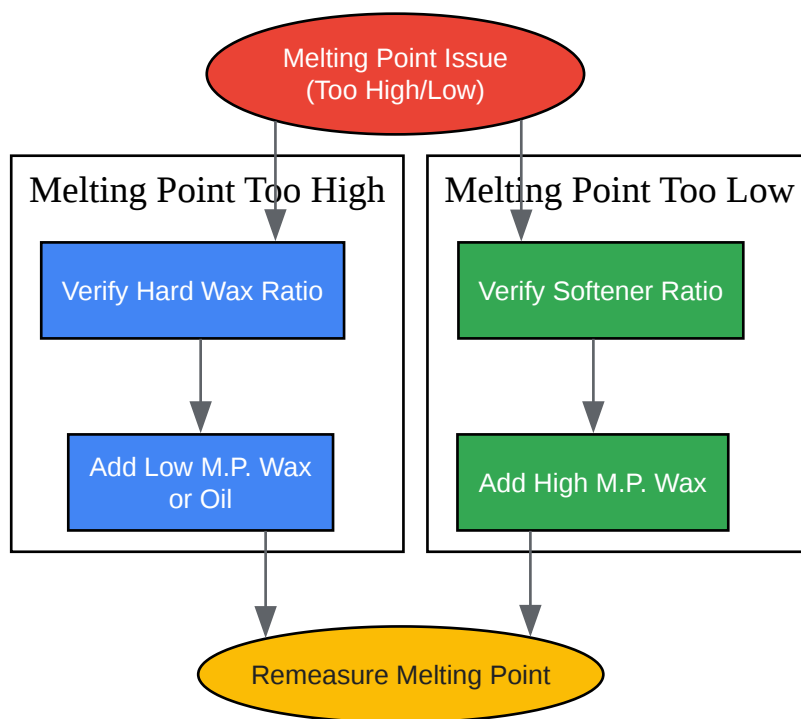 Melting Point Issue
(Too High/Low)
Melting Point Too High
Verify Hard Wax Ratio
Add Low M.P. Wax
or Oil
Melting Point Too Low
Verify Softener Ratio
Add High M.P. Wax
Remeasure Melting Point